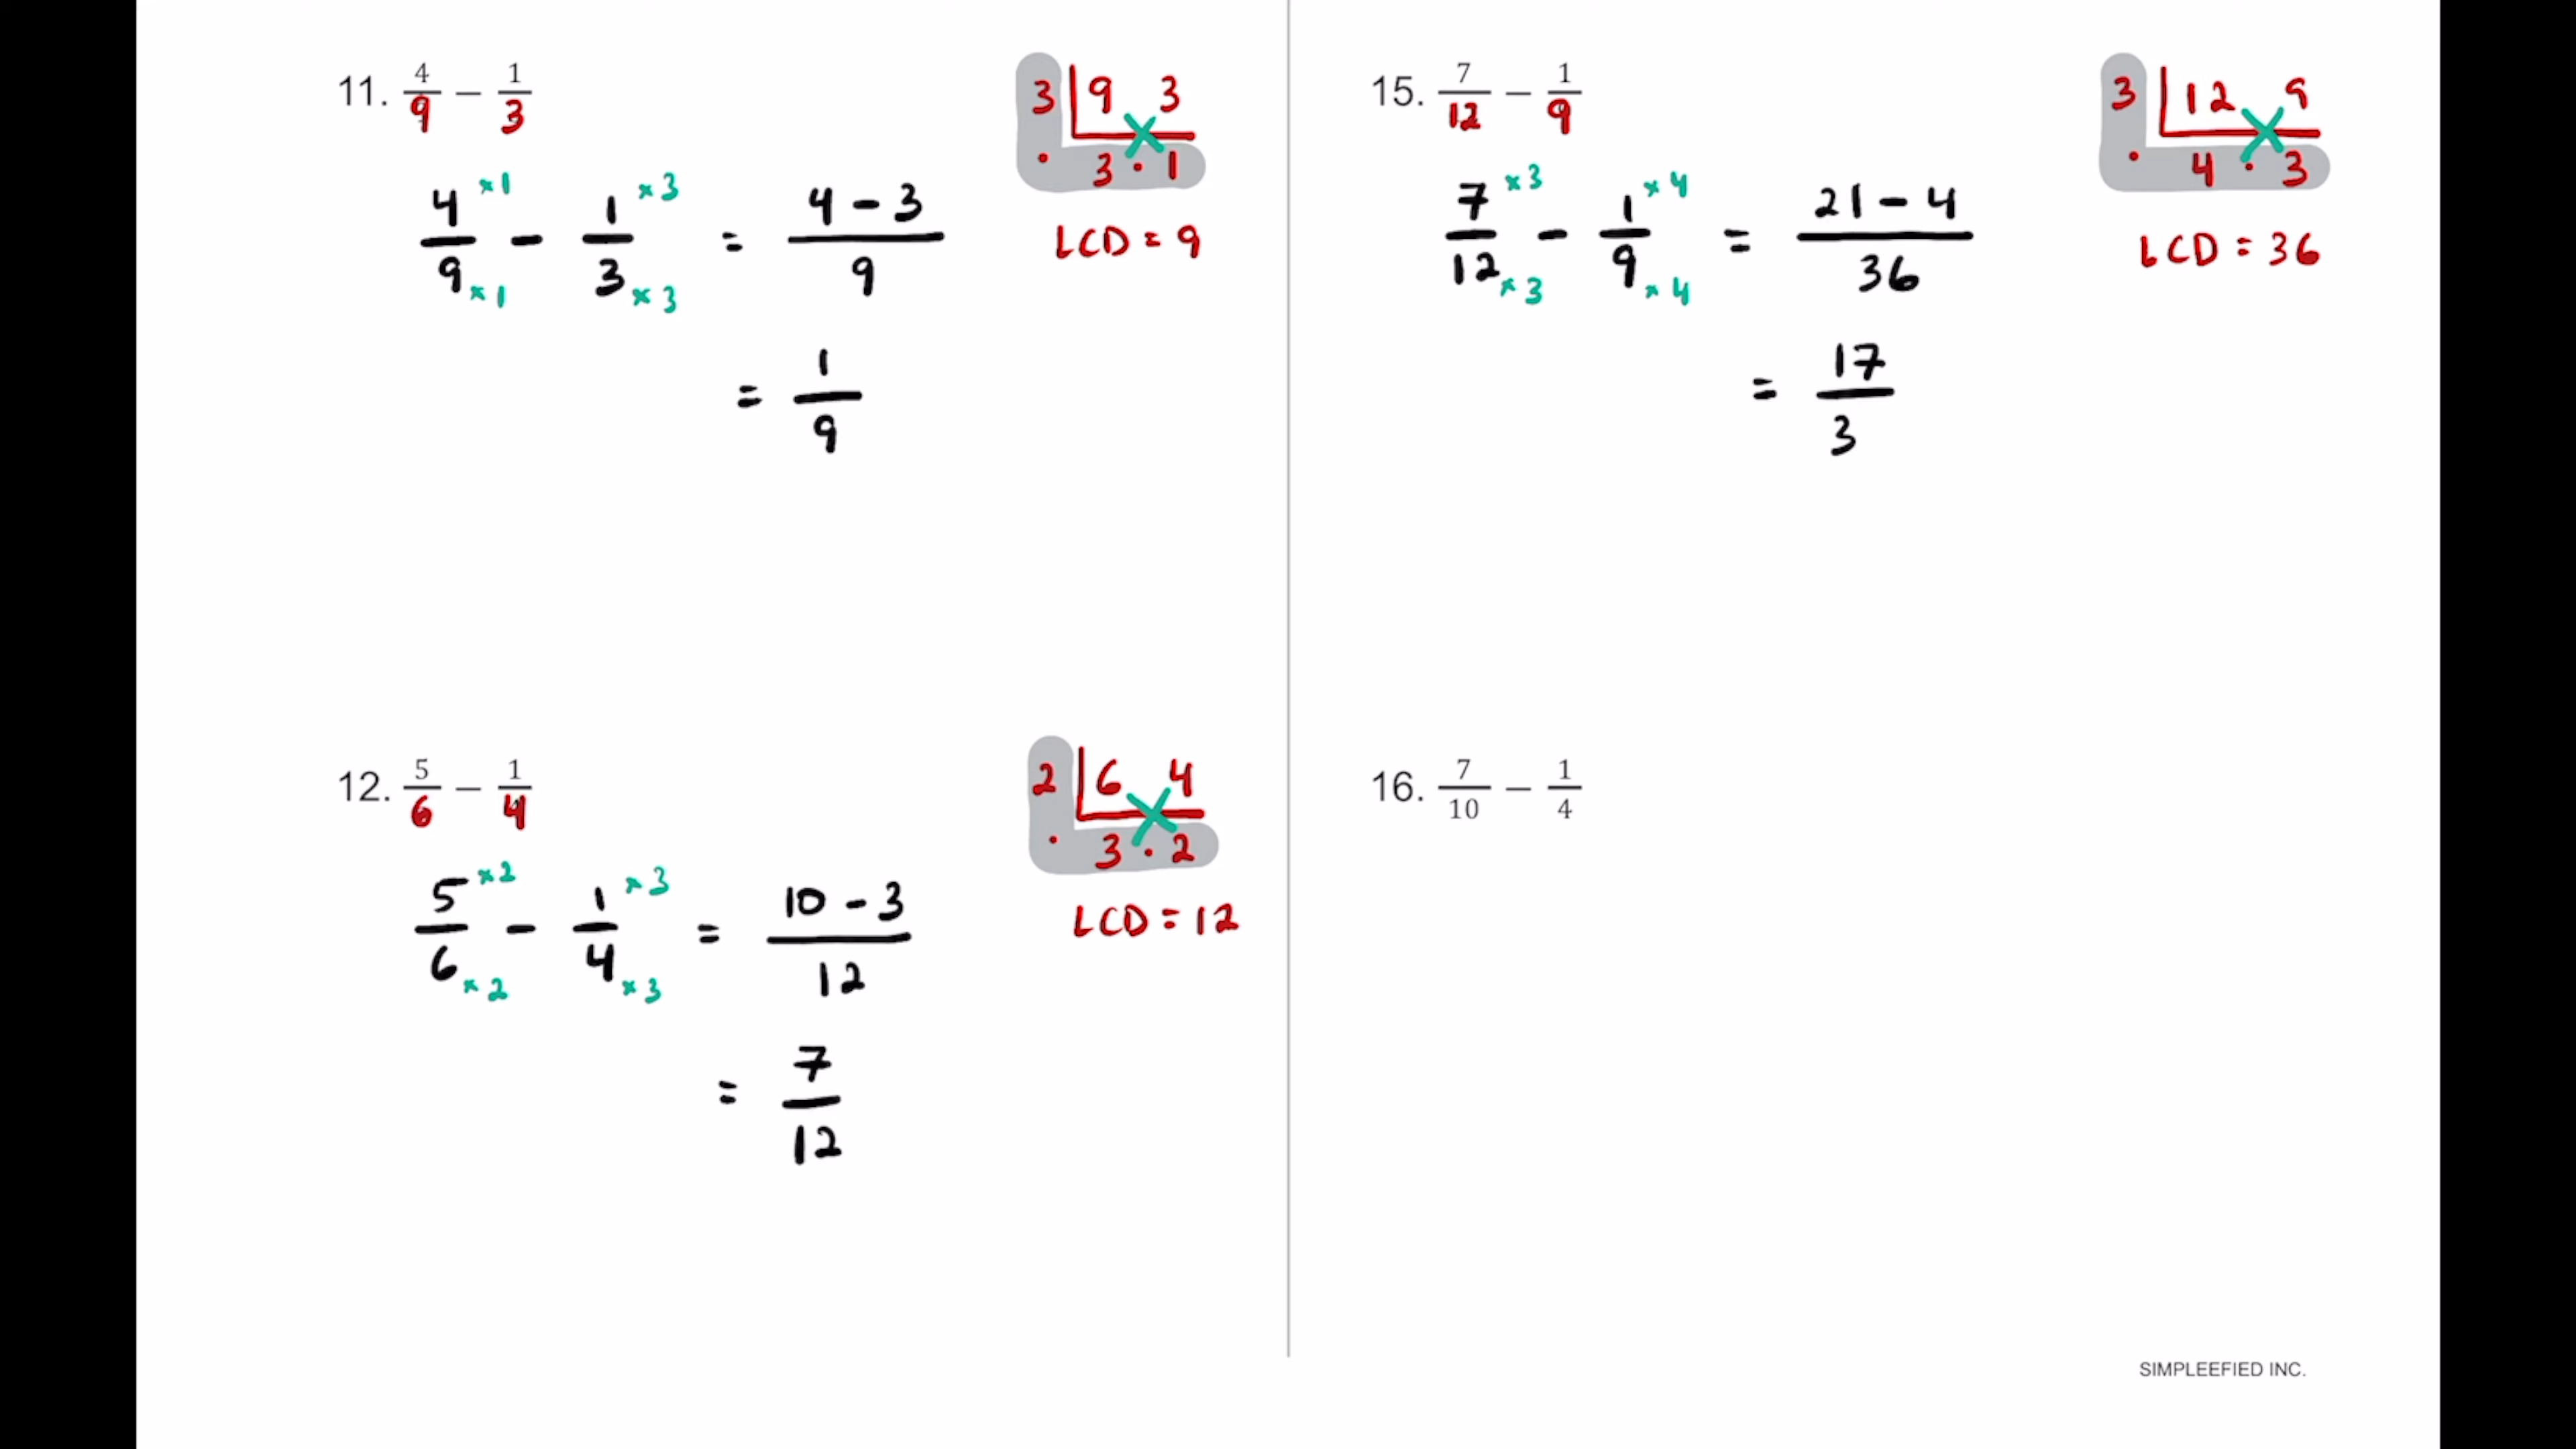 11. 4/9 − 1/3
3 | 9 3
· 3 · 1
LCD = 9
4 ×1 / 9 ×1 − 1 ×3 / 3 ×3 = 4 − 3 / 9
= 1/9
12. 5/6 − 1/4
2 | 6 4
· 3 · 2
LCD = 12
5 ×2 / 6 ×2 − 1 ×3 / 4 ×3 = 10 − 3 / 12
= 7/12
15. 7/12 − 1/9
3 | 12 9
· 4 · 3
LCD = 36
7 ×3 / 12 ×3 − 1 ×4 / 9 ×4 = 21 − 4 / 36
= 17/3
16. 7/10 − 1/4
SIMPLEEFIED INC.